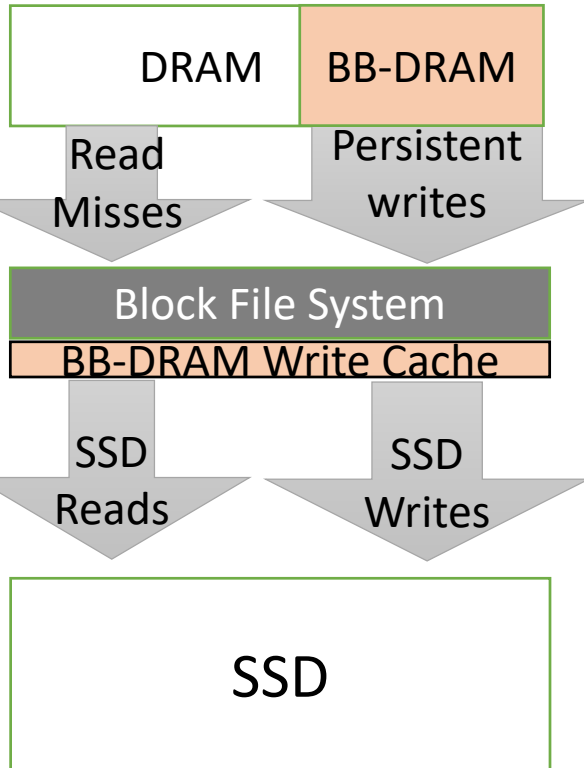 DRAM
BB-DRAM
Read
Misses
Persistent
writes
Block File System
BB-DRAM Write Cache
SSD
Reads
SSD
Writes
SSD